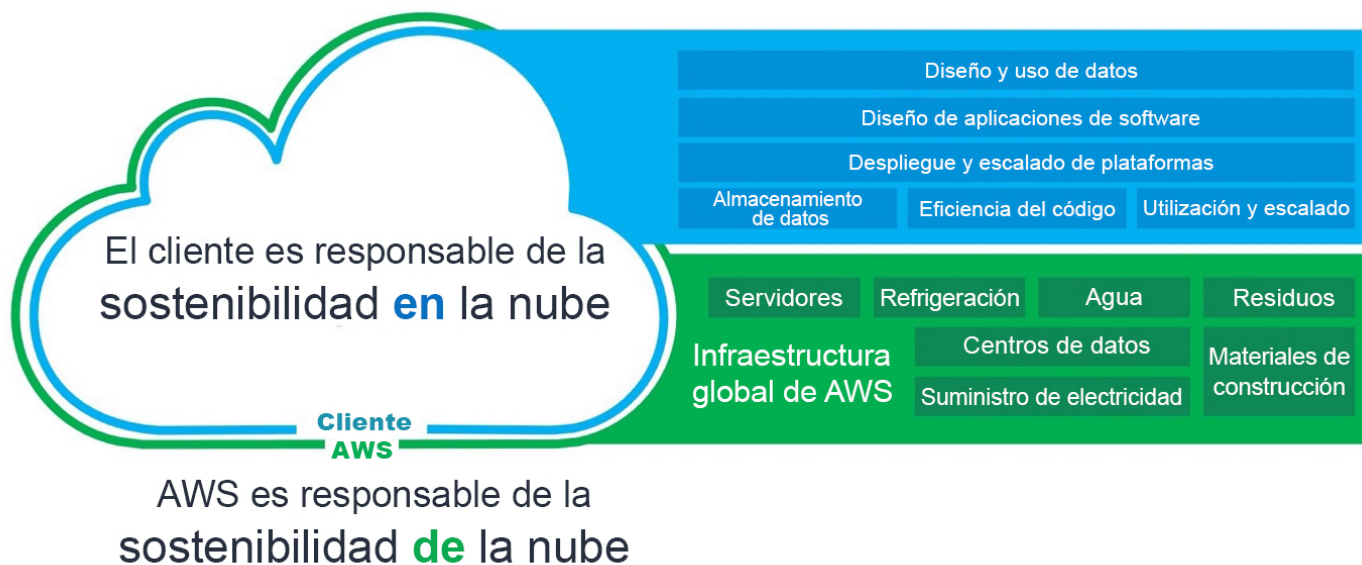 El cliente es responsable de la
sostenibilidad en la nube
Cliente
AWS
AWS es responsable de la
sostenibilidad de la nube
Diseño y uso de datos
Diseño de aplicaciones de software
Despliegue y escalado de plataformas
Almacenamiento
de datos
Eficiencia del código
Utilización y escalado
Infraestructura
global de AWS
Servidores
Refrigeración
Agua
Residuos
Centros de datos
Suministro de electricidad
Materiales de
construcción